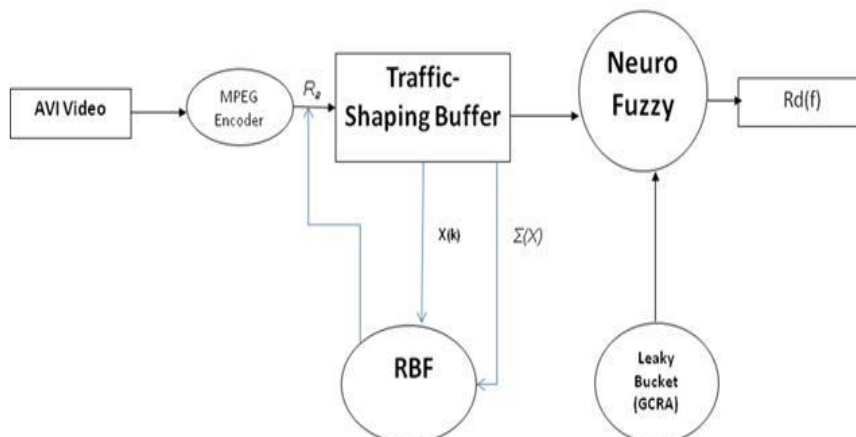 AVI Video
MPEG
Encoder
Ra
Traffic-
Shaping Buffer
Neuro
Fuzzy
Rd(f)
X(k)
Σ(X)
RBF
Leaky
Bucket
(GCRA)